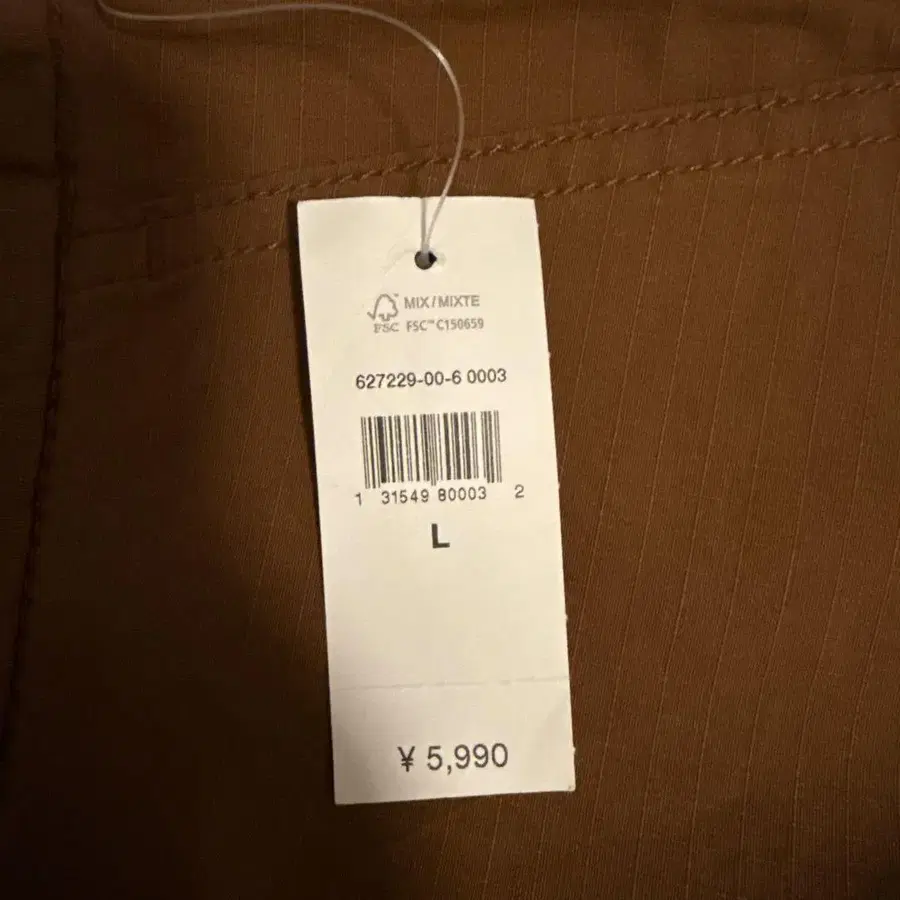 MIX/MIXTE
FSC FSC™ C150659
627229-00-6 0003
1 31549 80003 2
L
¥ 5,990